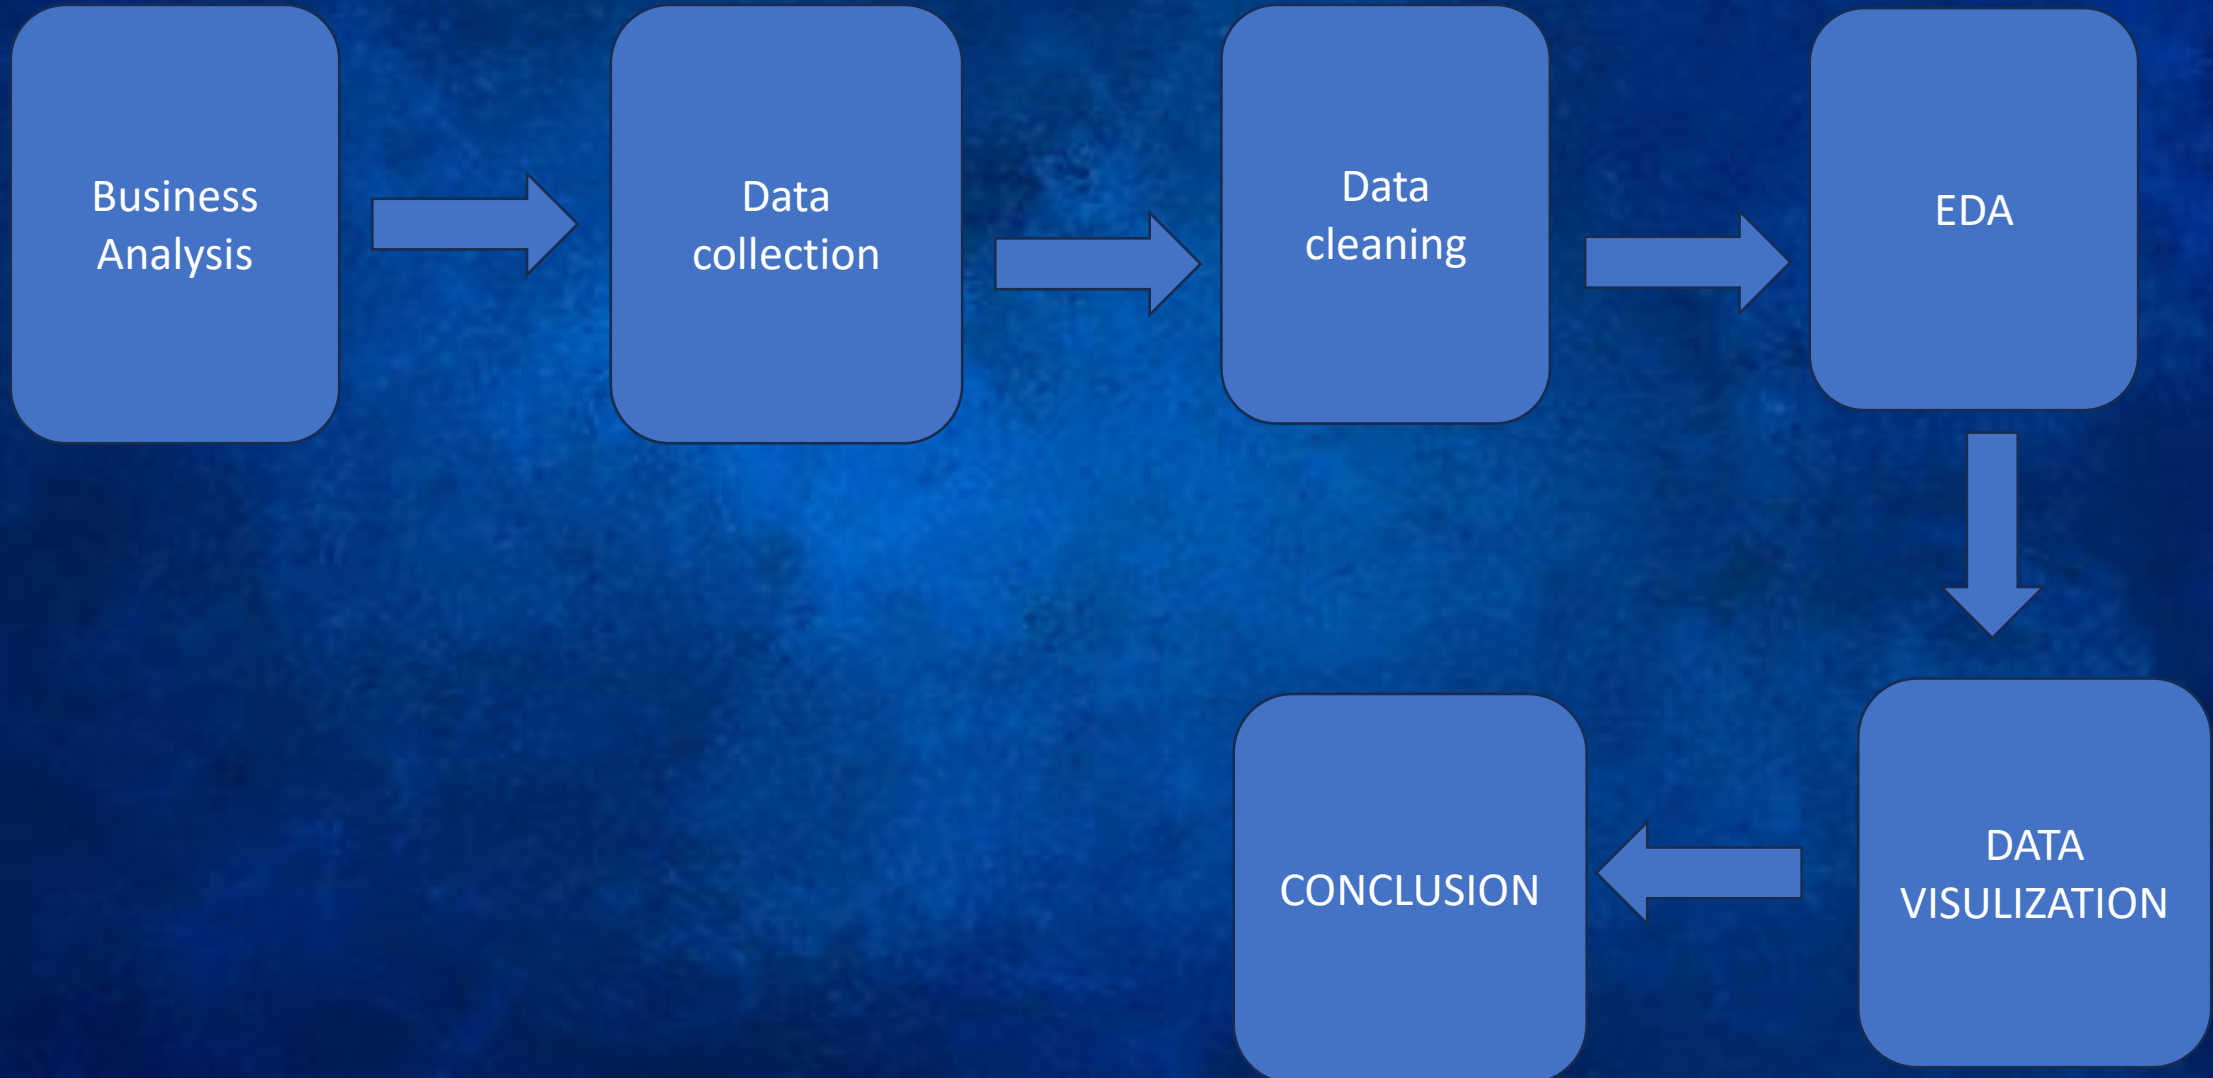 Business
Analysis
Data
collection
Data
cleaning
EDA
DATA
VISULIZATION
CONCLUSION